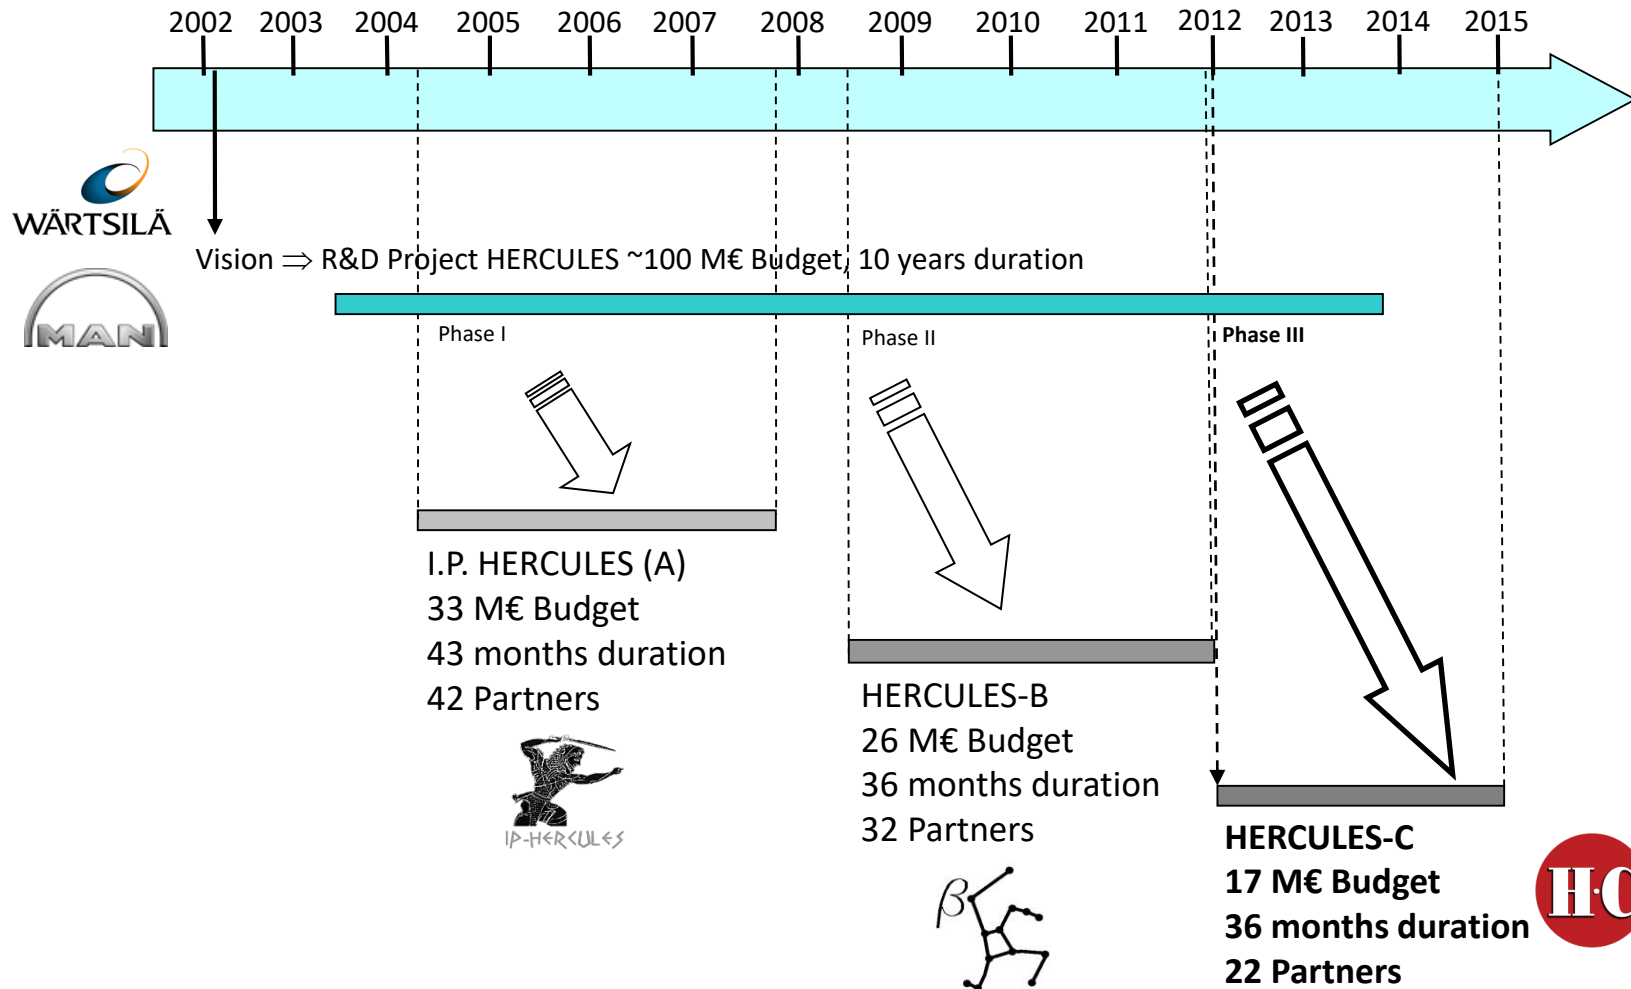 2002 2003 2004 2005 2006 2007 2008 2009 2010 2011 2012 2013 2014 2015
WÄRTSILÄ
Vision ⇒ R&D Project HERCULES ~100 M€ Budget, 10 years duration
MAN
Phase I
Phase II
Phase III
I.P. HERCULES (A)
33 M€ Budget
43 months duration
42 Partners
IP-HERCULES
HERCULES-B
26 M€ Budget
36 months duration
32 Partners
β
HERCULES-C
17 M€ Budget
36 months duration
22 Partners
H·C